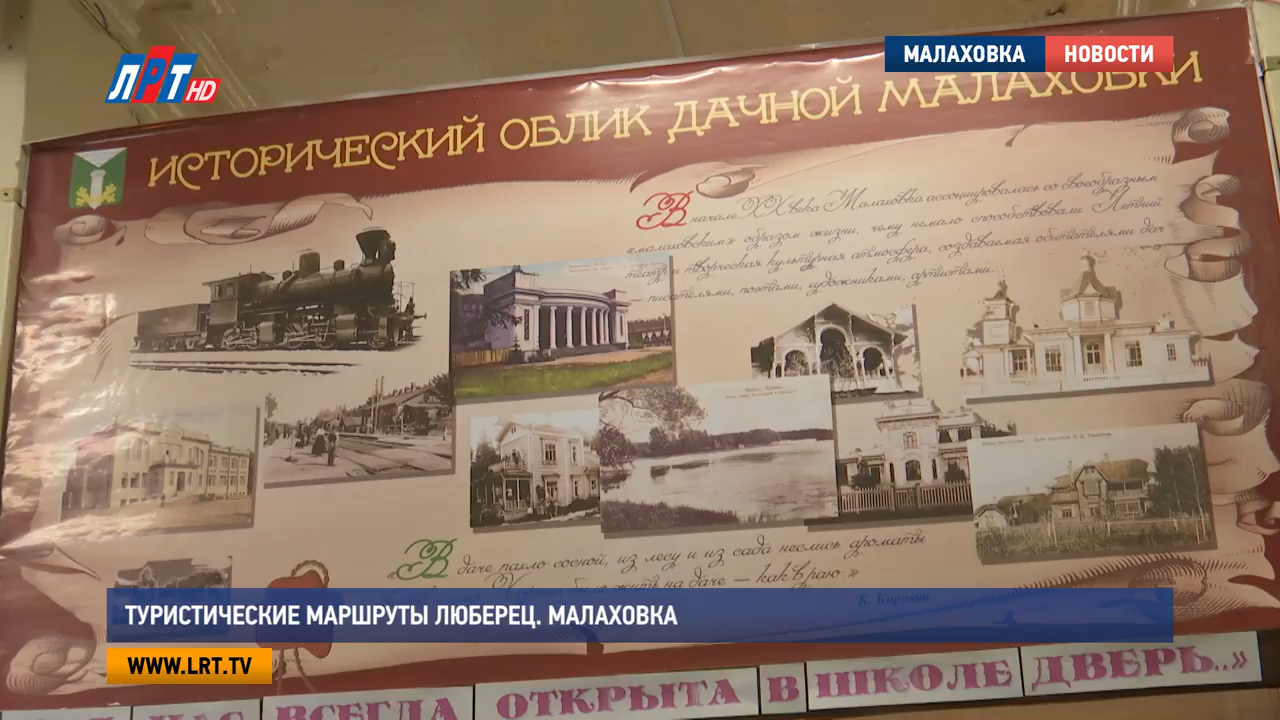 ЛРТ HD
МАЛАХОВКА НОВОСТИ
ИСТОРИЧЕСКИЙ ОБЛИК ДАЧНОЙ МАЛАХОВКИ
В начале XX века Малаховка ассоциировалась со своеобразным
«малаховским» образом жизни, чему немало способствовали Летний
театр и творческая культурная атмосфера, создаваемая обитателями дач
писателями, поэтами, художниками, артистами...
В даче пахло сосной, из лесу и из сада неслись ароматы
жить на даче – как в раю.»
К. Коровин
ТУРИСТИЧЕСКИЕ МАРШРУТЫ ЛЮБЕРЕЦ. МАЛАХОВКА
WWW.LRT.TV
НАС ВСЕГДА ОТКРЫТА В ШКОЛЕ ДВЕРЬ..»